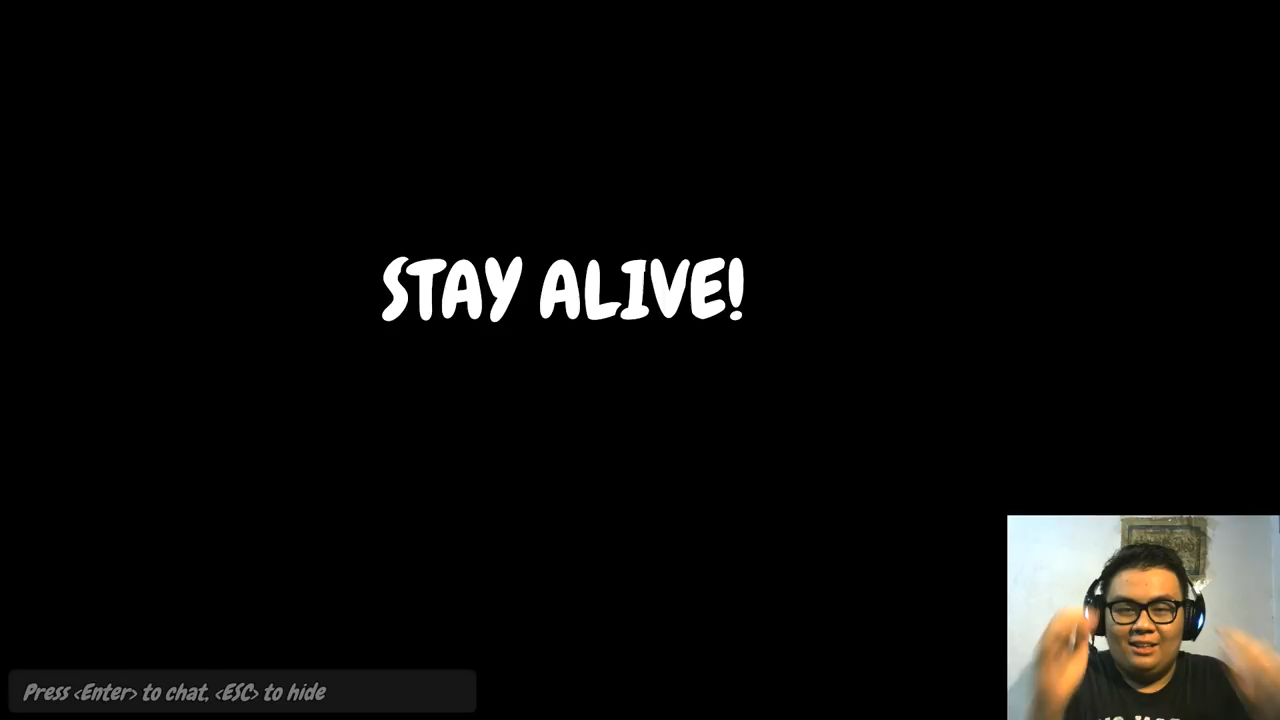 STAY ALIVE!
Press <Enter> to chat, <ESC> to hide